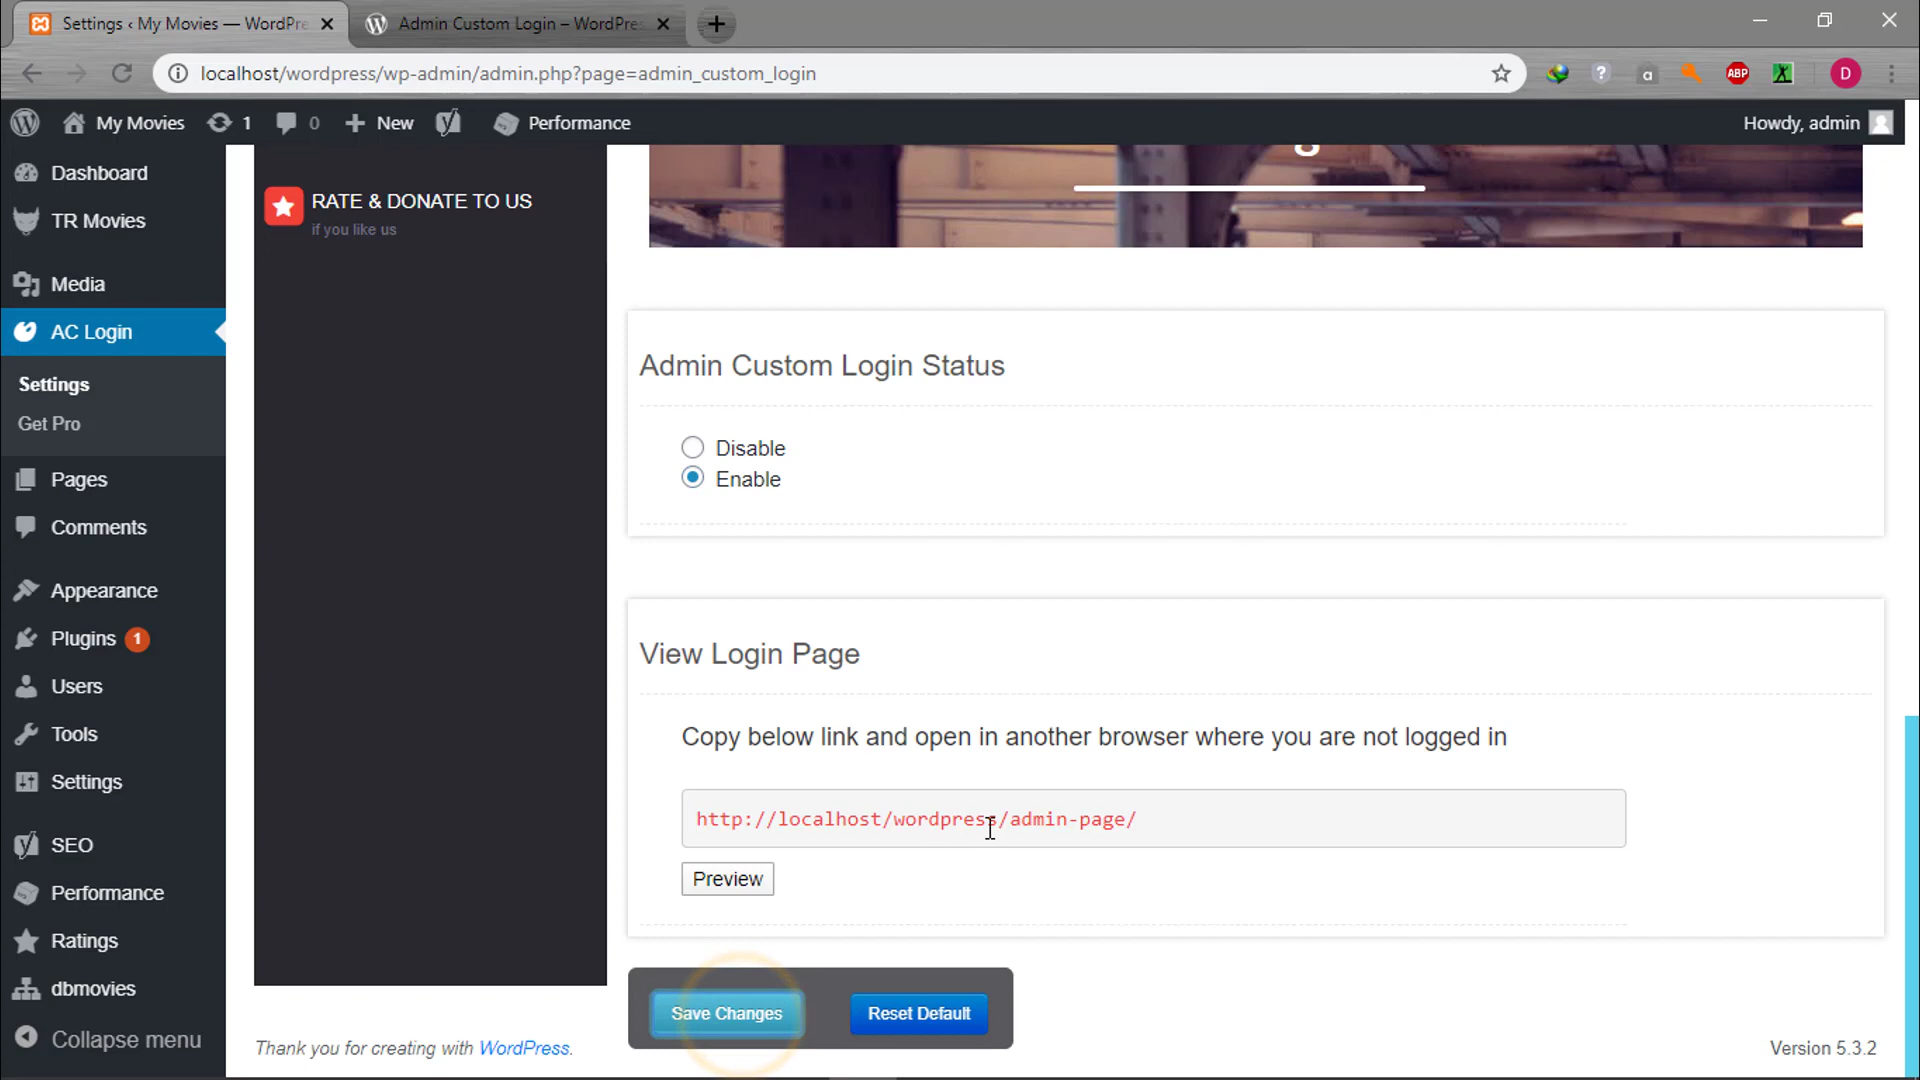 Settings ‹ My Movies — WordPre
Admin Custom Login – WordPres
localhost/wordpress/wp-admin/admin.php?page=admin_custom_login
a
ABP
D
My Movies
1
0
New
Performance
Howdy, admin
Dashboard
TR Movies
Media
AC Login
Settings
Get Pro
Pages
Comments
Appearance
Plugins 1
Users
Tools
Settings
SEO
Performance
Ratings
dbmovies
Collapse menu
RATE & DONATE TO US
if you like us
Admin Custom Login Status
Disable
Enable
View Login Page
Copy below link and open in another browser where you are not logged in
http://localhost/wordpress/admin-page/
Preview
Save Changes
Reset Default
Thank you for creating with WordPress.
Version 5.3.2